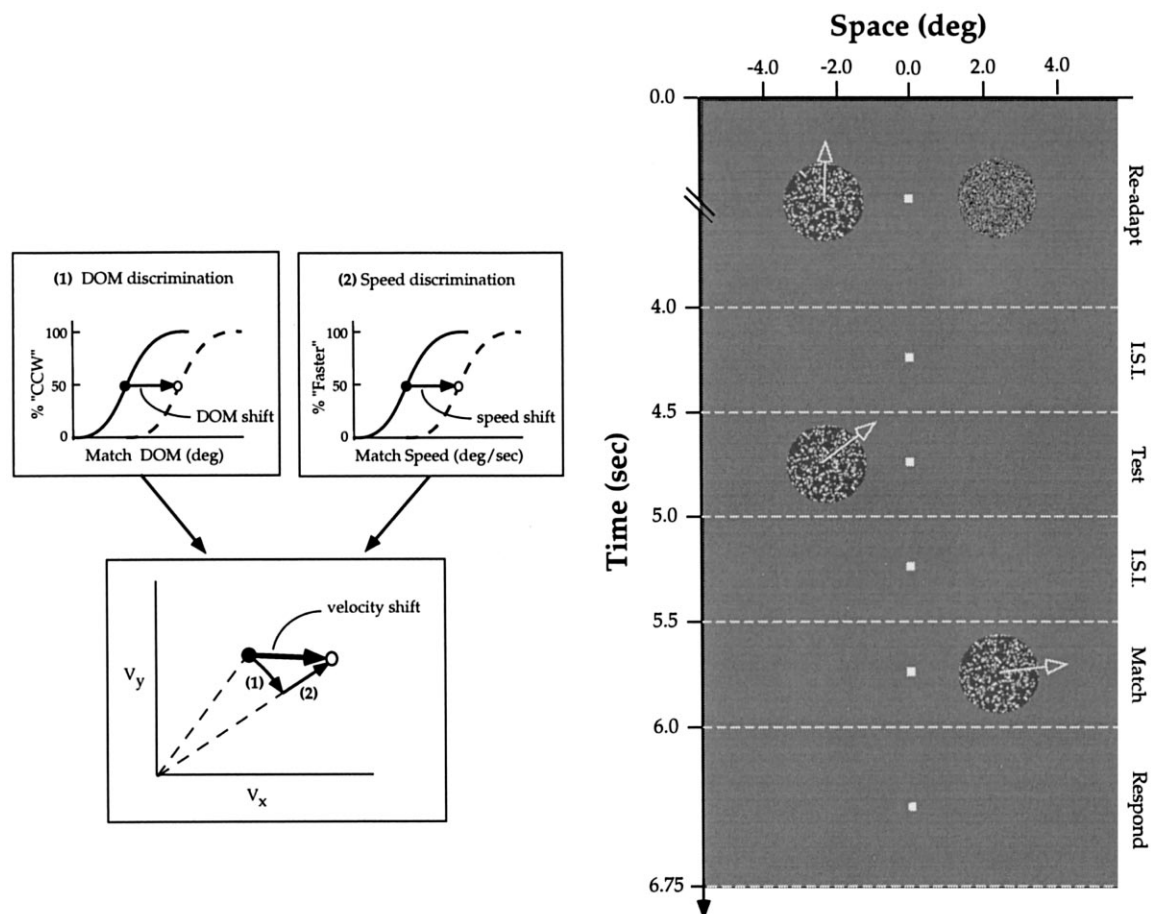 (1) DOM discrimination
% "CCW"
100
50
0
DOM shift
Match DOM (deg)
(2) Speed discrimination
% "Faster"
100
50
0
speed shift
Match Speed (deg/sec)
velocity shift
(1)
(2)
Vy
Vx
Space (deg)
-4.0 -2.0 0.0 2.0 4.0
Time (sec)
0.0
Re-adapt
4.0
I.S.I.
4.5
Test
5.0
I.S.I.
5.5
Match
6.0
Respond
6.75